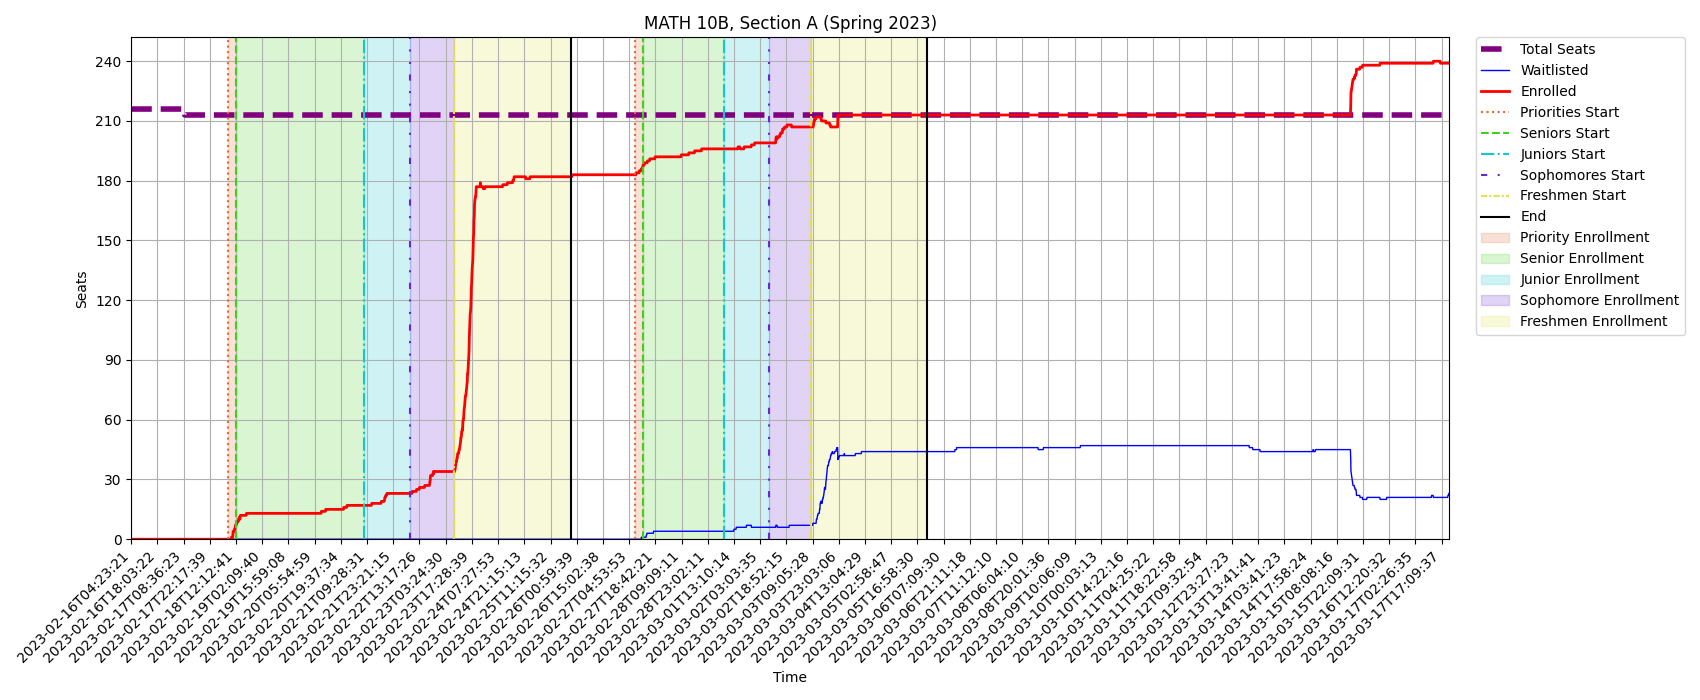 MATH 10B, Section A (Spring 2023)
Seats
240
210
180
150
120
90
60
30
0
2023-02-16T04:23:21
2023-02-16T18:03:22
2023-02-17T08:36:23
2023-02-17T22:17:39
2023-02-18T12:12:41
2023-02-19T02:09:40
2023-02-19T15:59:08
2023-02-20T05:54:59
2023-02-20T19:37:34
2023-02-21T09:28:31
2023-02-21T23:21:15
2023-02-22T13:17:26
2023-02-23T03:24:30
2023-02-23T17:28:39
2023-02-24T07:27:53
2023-02-24T21:15:13
2023-02-25T11:15:32
2023-02-26T00:59:39
2023-02-26T15:02:38
2023-02-27T04:53:53
2023-02-27T18:42:21
2023-02-28T09:09:11
2023-02-28T23:02:11
2023-03-01T13:10:14
2023-03-02T03:03:35
2023-03-02T18:52:15
2023-03-03T09:05:28
2023-03-03T23:03:06
2023-03-04T13:04:29
2023-03-05T02:58:47
2023-03-05T16:58:30
2023-03-06T07:09:30
2023-03-06T21:11:18
2023-03-07T11:12:10
2023-03-08T06:04:10
2023-03-08T20:01:36
2023-03-09T10:06:09
2023-03-10T00:03:13
2023-03-10T14:22:16
2023-03-11T04:25:22
2023-03-11T18:22:58
2023-03-12T09:32:54
2023-03-12T23:27:23
2023-03-13T13:41:41
2023-03-14T03:41:23
2023-03-14T17:58:24
2023-03-15T08:08:16
2023-03-15T22:09:31
2023-03-16T12:20:32
2023-03-17T02:26:35
2023-03-17T17:09:37
Time
Total Seats
Waitlisted
Enrolled
Priorities Start
Seniors Start
Juniors Start
Sophomores Start
Freshmen Start
End
Priority Enrollment
Senior Enrollment
Junior Enrollment
Sophomore Enrollment
Freshmen Enrollment